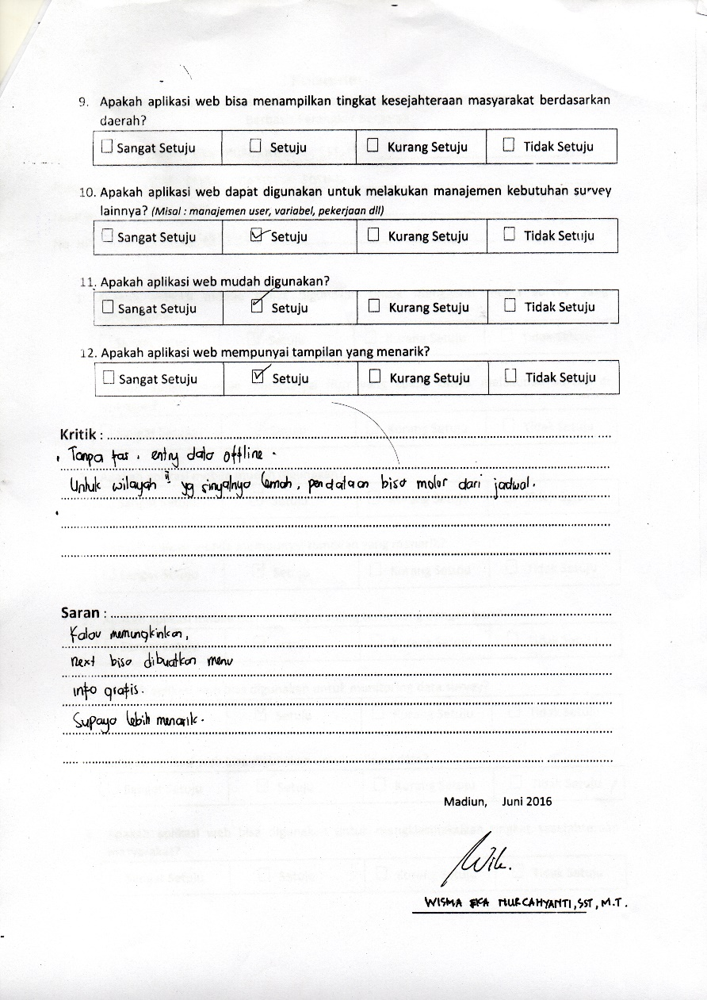 9. Apakah aplikasi web bisa menampilkan tingkat kesejahteraan masyarakat berdasarkan
daerah?
☐ Sangat Setuju ☐ Setuju ☐ Kurang Setuju ☐ Tidak Setuju
10. Apakah aplikasi web dapat digunakan untuk melakukan manajemen kebutuhan survey
lainnya? (Misal : manajemen user, variabel, pekerjaan dll)
☐ Sangat Setuju ☑ Setuju ☐ Kurang Setuju ☐ Tidak Setuju
11. Apakah aplikasi web mudah digunakan?
☐ Sangat Setuju ☑ Setuju ☐ Kurang Setuju ☐ Tidak Setuju
12. Apakah aplikasi web mempunyai tampilan yang menarik?
☐ Sangat Setuju ☑ Setuju ☐ Kurang Setuju ☐ Tidak Setuju
Kritik :
Tanpa , entry data offline.
Untuk wilayah" yg sinyalnya lemah, pendataan bisa molor dari jadwal.
Saran :
Kalau memungkinkan,
next bisa dibuatkan menu
info grafis.
Supaya lebih menarik.
Madiun, Juni 2016
WISMA EKA NURCAHYANTI, SST, M.T.